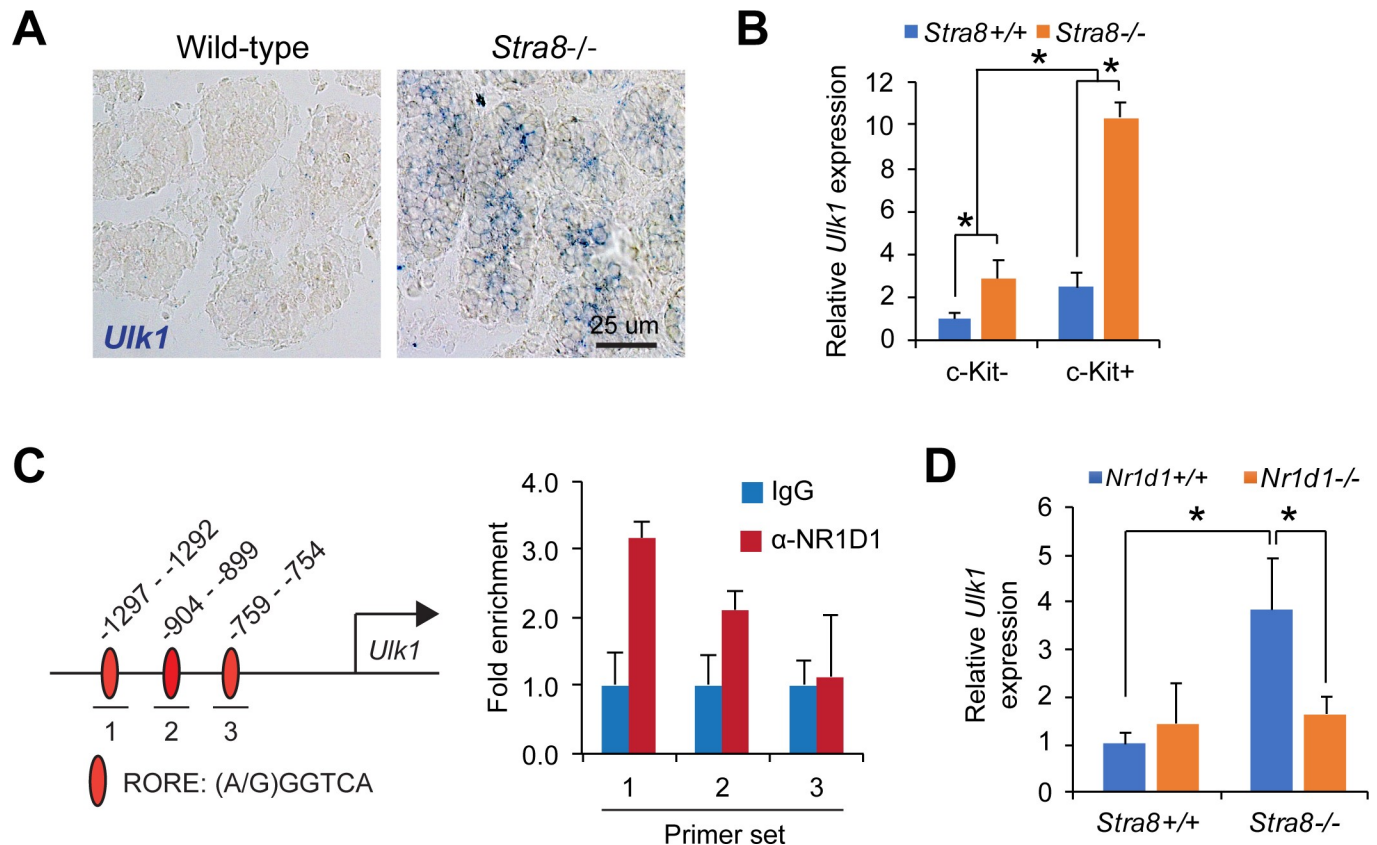 A
Wild-type
Stra8-/-
Ulk1
25 um
B
Stra8+/+ Stra8-/-
* *
*
Relative Ulk1 expression
12
10
8
6
4
2
0
c-Kit- c-Kit+
C
-1297 - -1292
-904 - -899
-759 - -754
Ulk1
1 2 3
RORE: (A/G)GGTCA
IgG
α-NR1D1
Fold enrichment
4.0
3.0
2.0
1.0
0.0
1 2 3
Primer set
D
Nr1d1+/+ Nr1d1-/-
* *
Relative Ulk1
expression
6
5
4
3
2
1
0
Stra8+/+ Stra8-/-